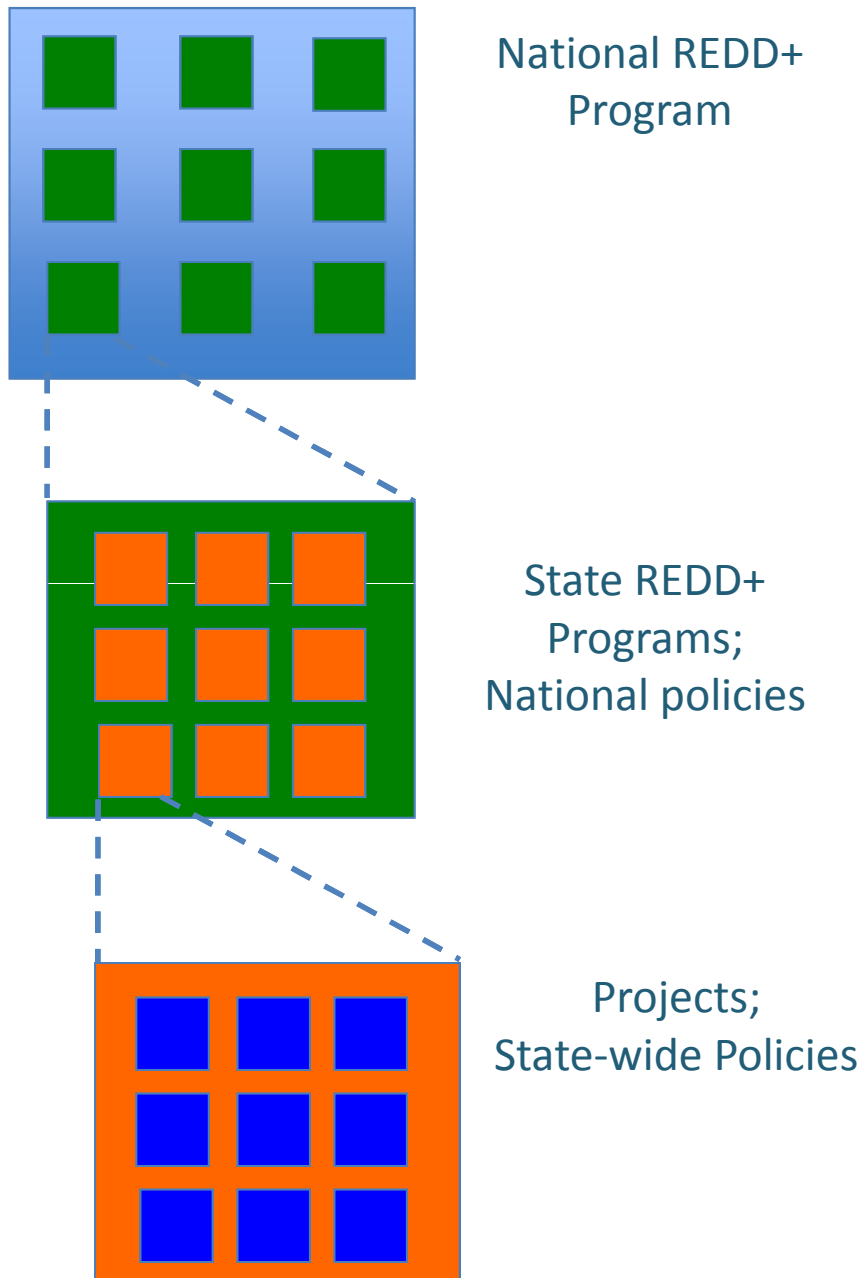 National REDD+
Program
State REDD+
Programs;
National policies
Projects;
State-wide Policies